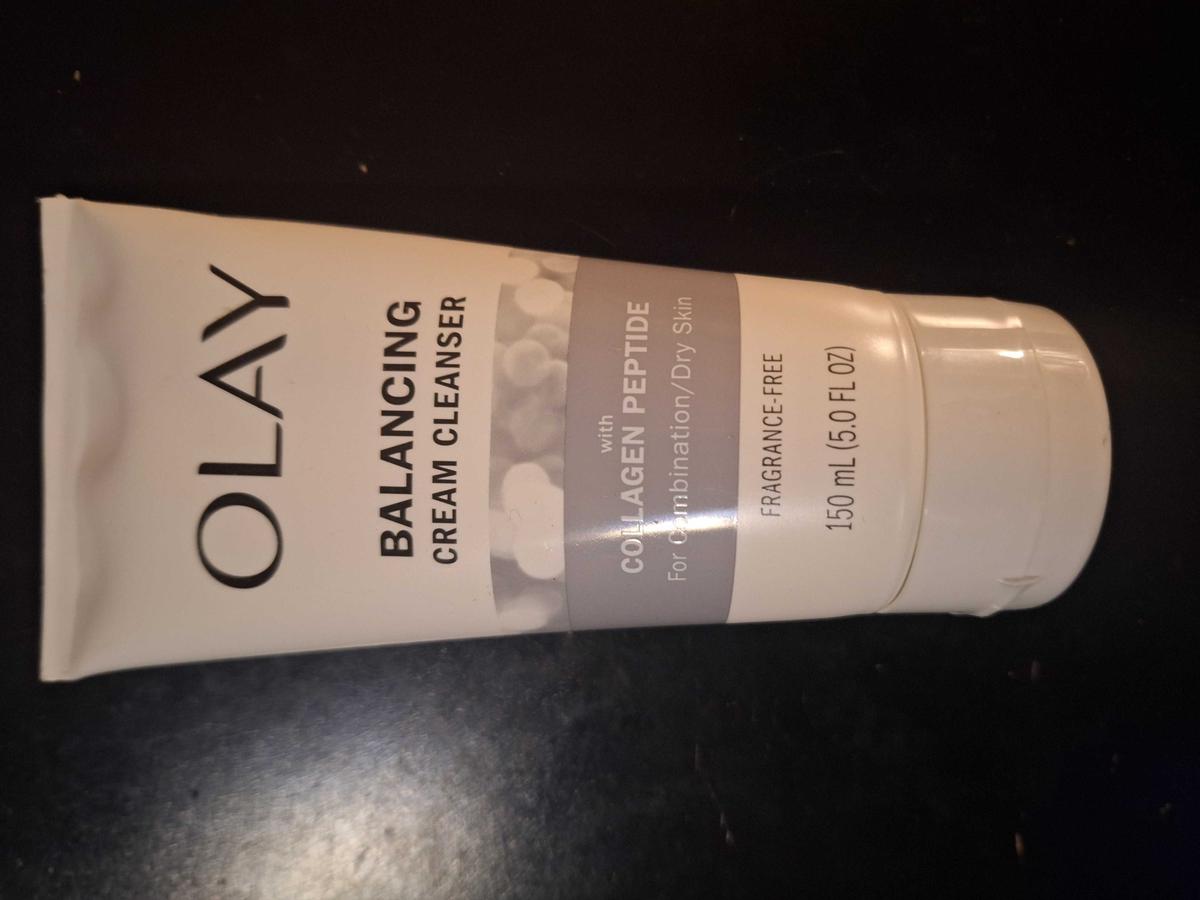 OLAY
BALANCING
CREAM CLEANSER
with
COLLAGEN PEPTIDE
For Combination/Dry Skin
FRAGRANCE-FREE
150 mL (5.0 FL OZ)